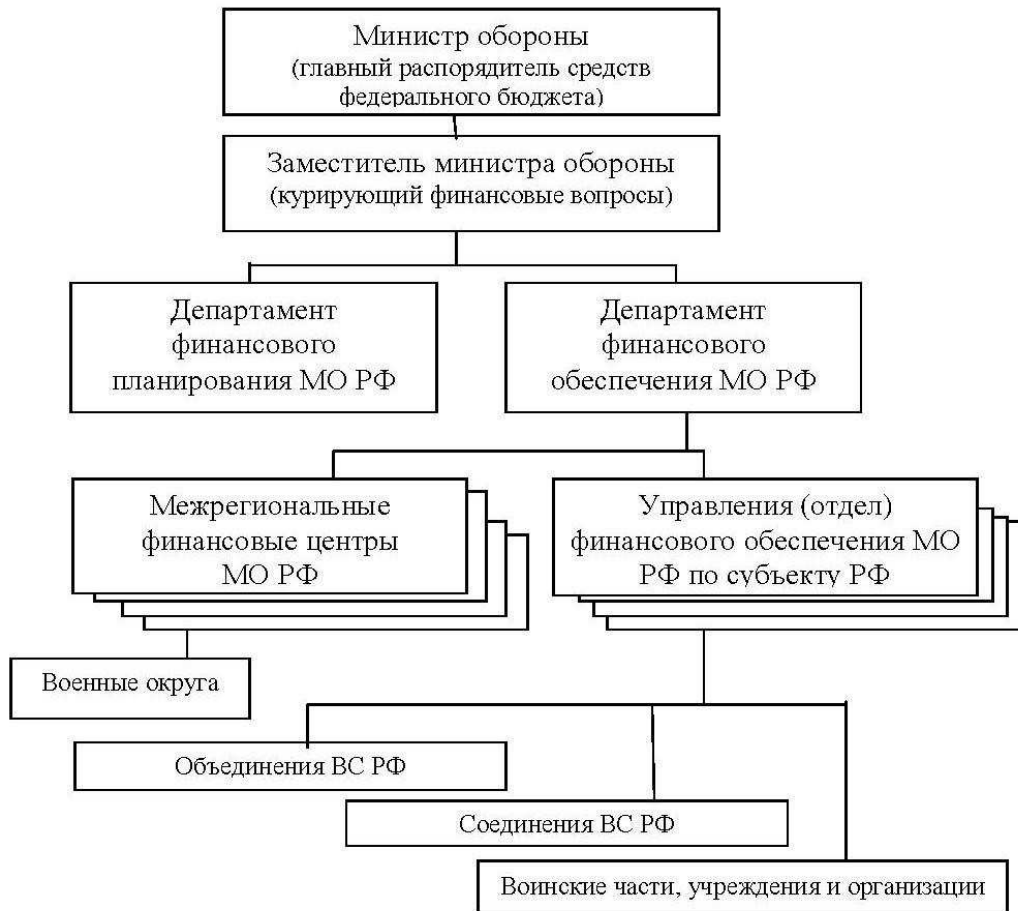 Министр обороны
(главный распорядитель средств
федерального бюджета)
Заместитель министра обороны
(курирующий финансовые вопросы)
Департамент
финансового
планирования МО РФ
Департамент
финансового
обеспечения МО РФ
Межрегиональные
финансовые центры
МО РФ
Управления (отдел)
финансового обеспечения МО
РФ по субъекту РФ
Военные округа
Объединения ВС РФ
Соединения ВС РФ
Воинские части, учреждения и организации